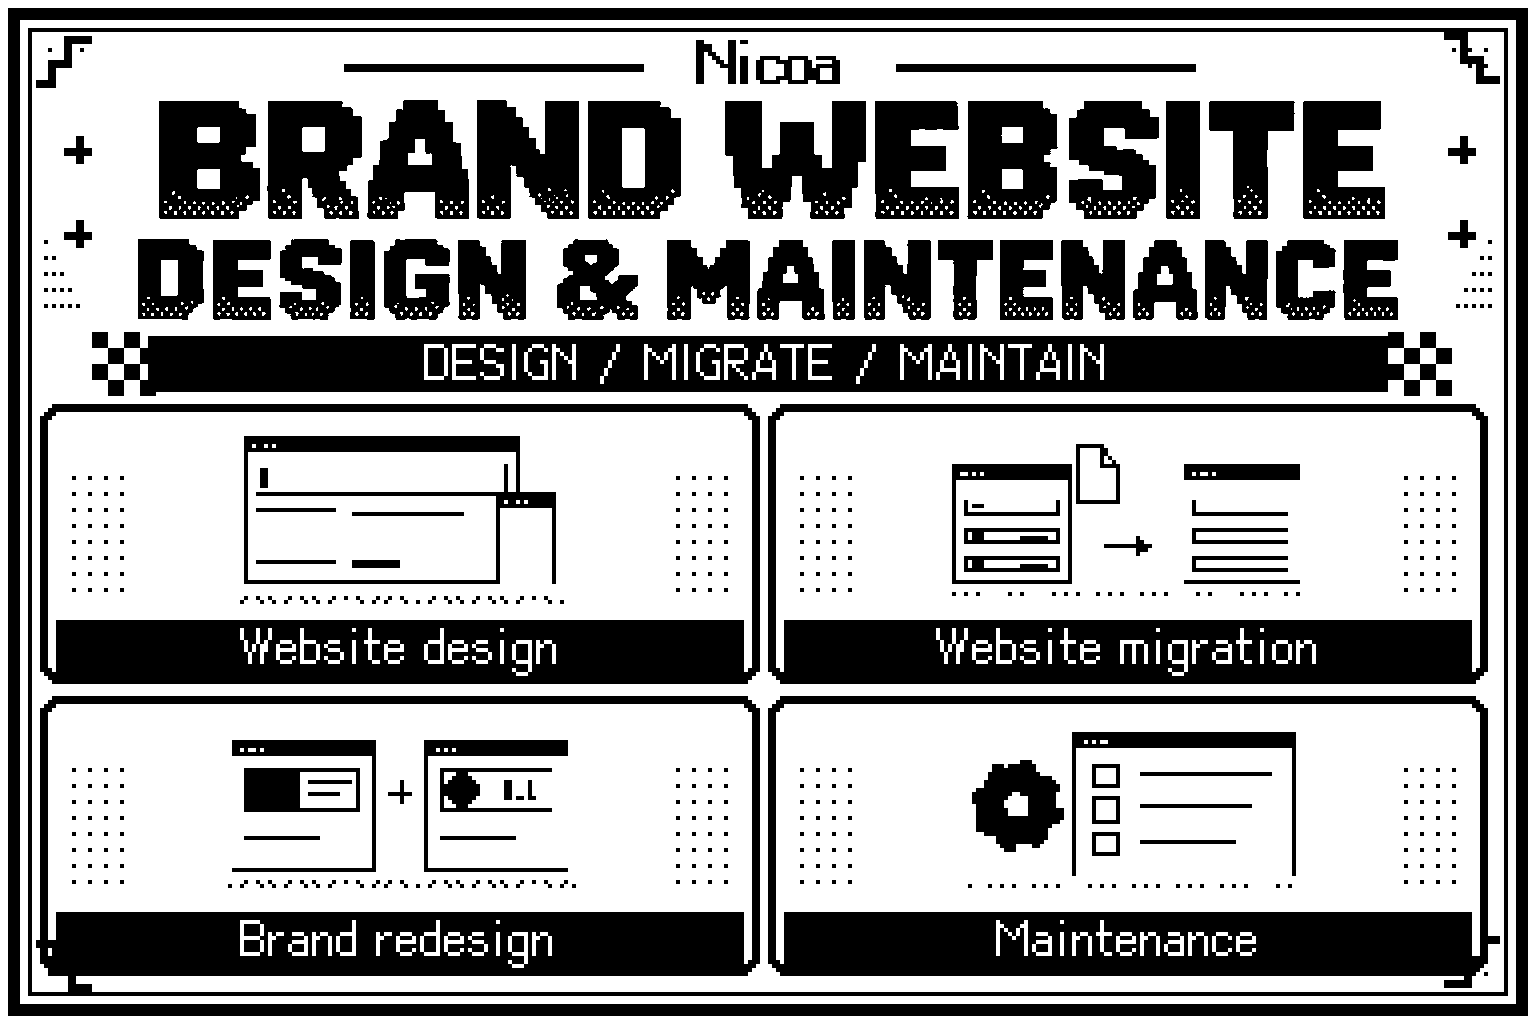 Nicoa
BRAND WEBSITE
DESIGN & MAINTENANCE
DESIGN / MIGRATE / MAINTAIN
Website design
Website migration
Brand redesign
Maintenance